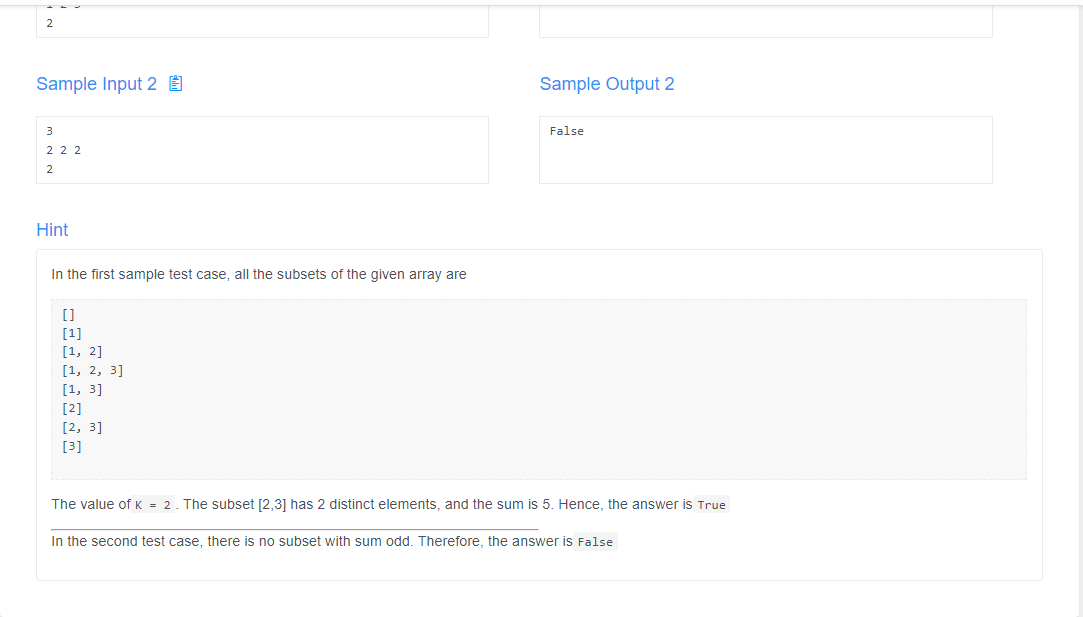 2
Sample Input 2
Sample Output 2
3
2 2 2
2
False
Hint
In the first sample test case, all the subsets of the given array are
[]
[1]
[1, 2]
[1, 2, 3]
[1, 3]
[2]
[2, 3]
[3]
The value of K = 2 . The subset [2,3] has 2 distinct elements, and the sum is 5. Hence, the answer is True
In the second test case, there is no subset with sum odd. Therefore, the answer is False